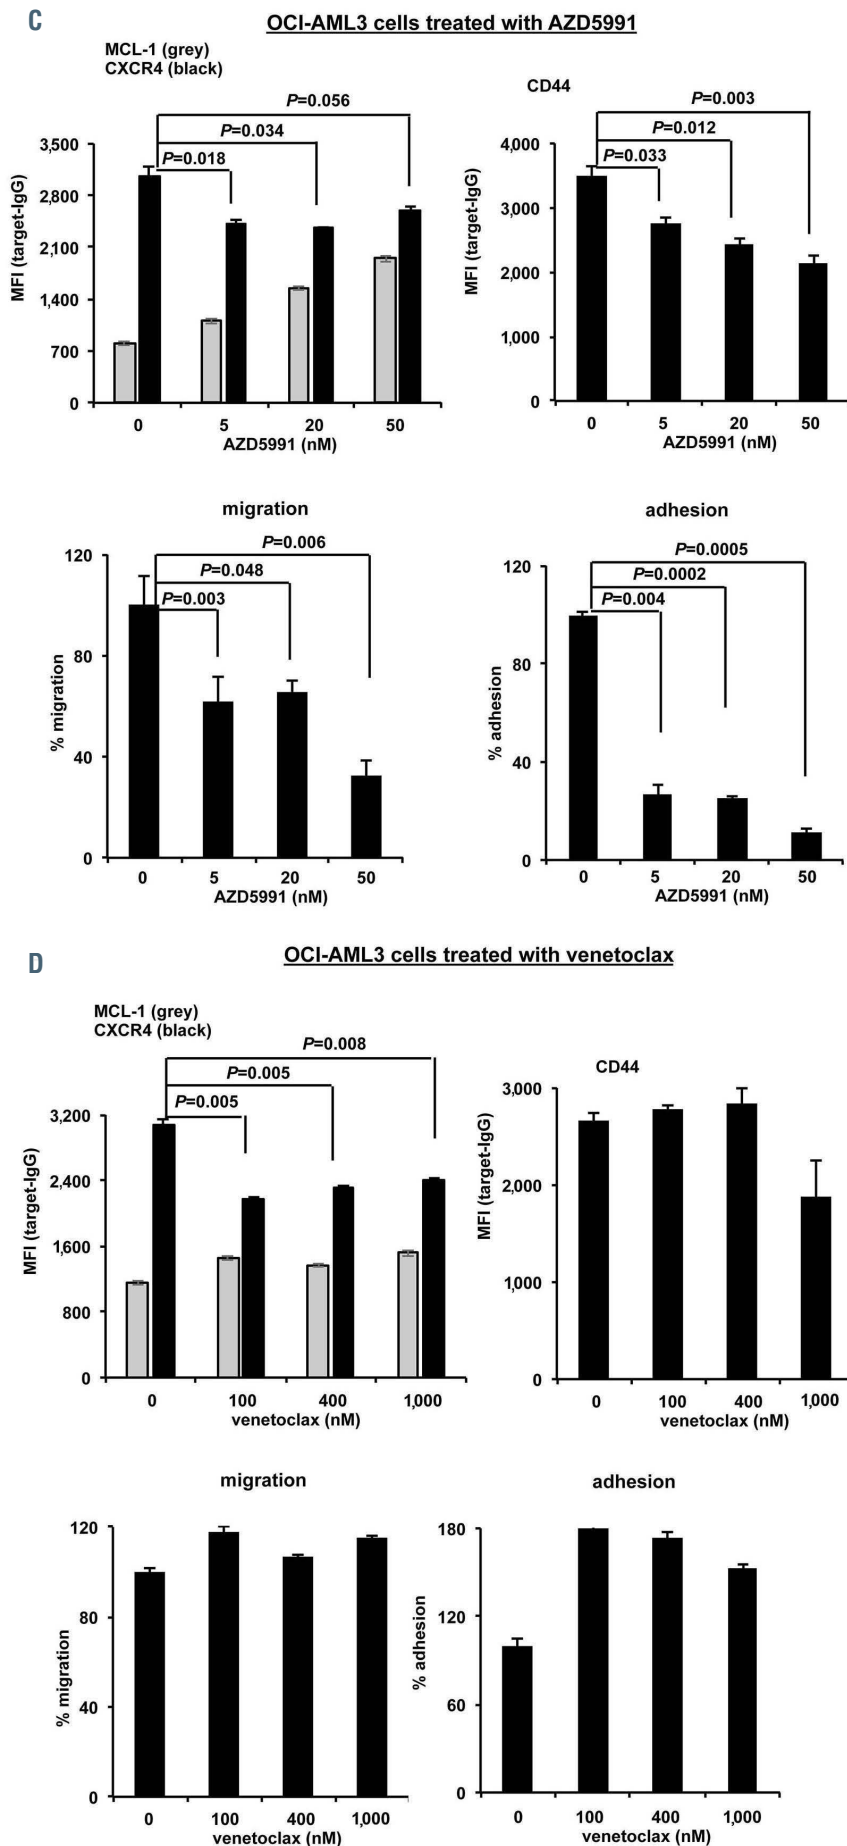 C
OCI-AML3 cells treated with AZD5991
MCL-1 (grey)
CXCR4 (black)
P=0.056
P=0.034
P=0.018
3,500
2,800
2,100
1,400
700
0
MFI (target-IgG)
0 5 20 50
AZD5991 (nM)
CD44
P=0.003
P=0.012
P=0.033
4,000
3,000
2,000
1,000
0
MFI (target-IgG)
0 5 20 50
AZD5991 (nM)
migration
P=0.006
P=0.048
P=0.003
120
80
40
0
% migration
0 5 20 50
AZD5991 (nM)
adhesion
P=0.0005
P=0.0002
P=0.004
120
80
40
0
% adhesion
0 5 20 50
AZD5991 (nM)
D
OCI-AML3 cells treated with venetoclax
MCL-1 (grey)
CXCR4 (black)
P=0.008
P=0.005
P=0.005
3,200
2,400
1,600
800
0
MFI (target-IgG)
0 100 400 1,000
venetoclax (nM)
CD44
3,000
2,000
1,000
0
MFI (target-IgG)
0 100 400 1,000
venetoclax (nM)
migration
120
80
40
0
% migration
0 100 400 1,000
venetoclax (nM)
adhesion
180
120
60
0
% adhesion
0 100 400 1,000
venetoclax (nM)